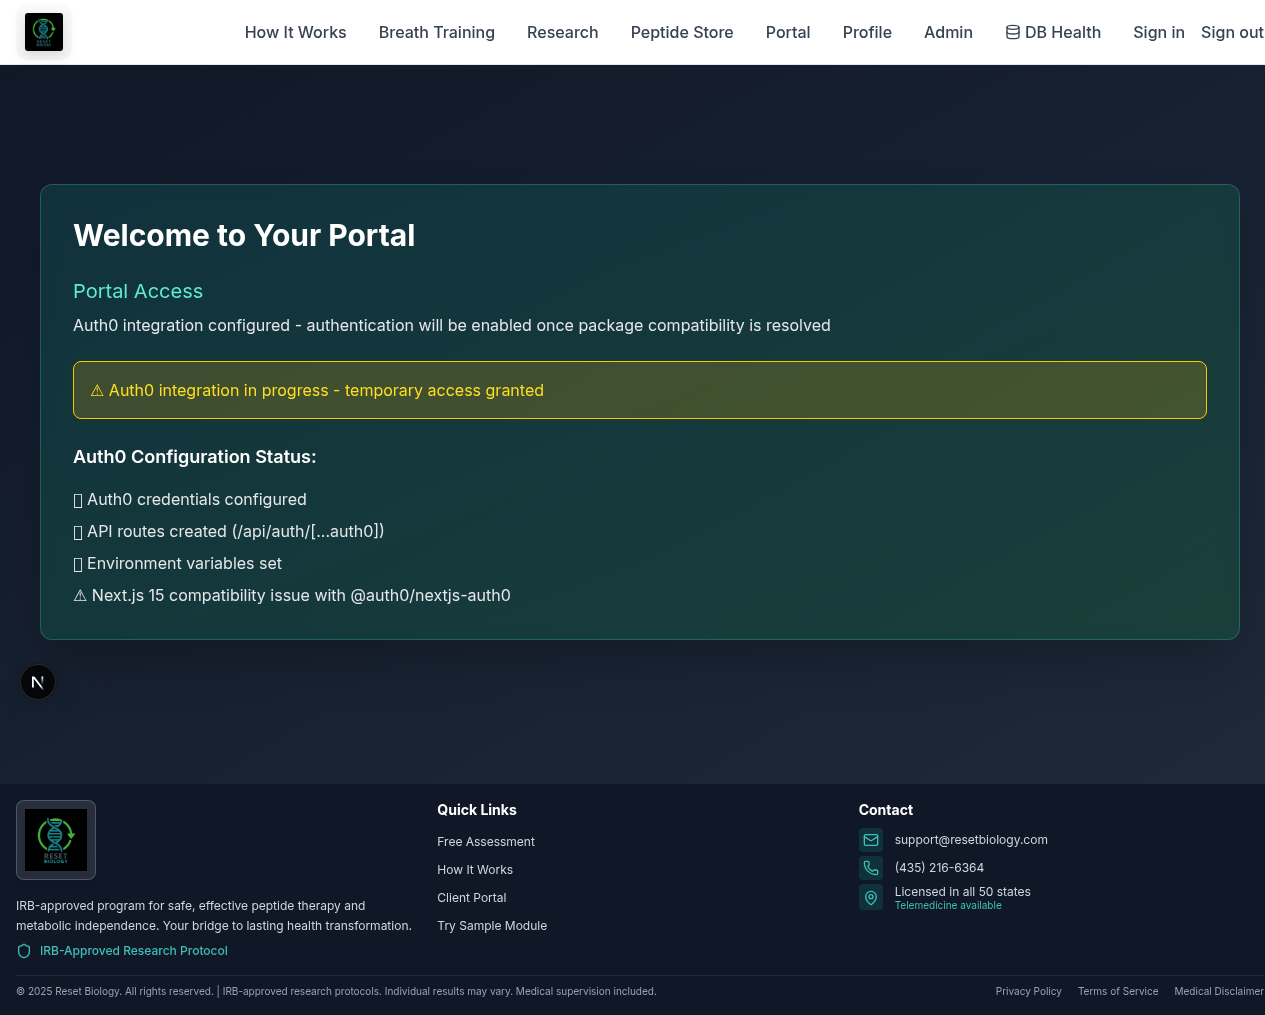 RESET
BIOLOGY
How It Works
Breath Training
Research
Peptide Store
Portal
Profile
Admin
DB Health
Sign in
Sign out
Welcome to Your Portal
Portal Access
Auth0 integration configured - authentication will be enabled once package compatibility is resolved
⚠ Auth0 integration in progress - temporary access granted
Auth0 Configuration Status:
Auth0 credentials configured
API routes created (/api/auth/[...auth0])
Environment variables set
⚠ Next.js 15 compatibility issue with @auth0/nextjs-auth0
N
RESET
BIOLOGY
IRB-approved program for safe, effective peptide therapy and
metabolic independence. Your bridge to lasting health transformation.
IRB-Approved Research Protocol
Quick Links
Free Assessment
How It Works
Client Portal
Try Sample Module
Contact
support@resetbiology.com
(435) 216-6364
Licensed in all 50 states
Telemedicine available
© 2025 Reset Biology. All rights reserved. | IRB-approved research protocols. Individual results may vary. Medical supervision included.
Privacy Policy
Terms of Service
Medical Disclaimer